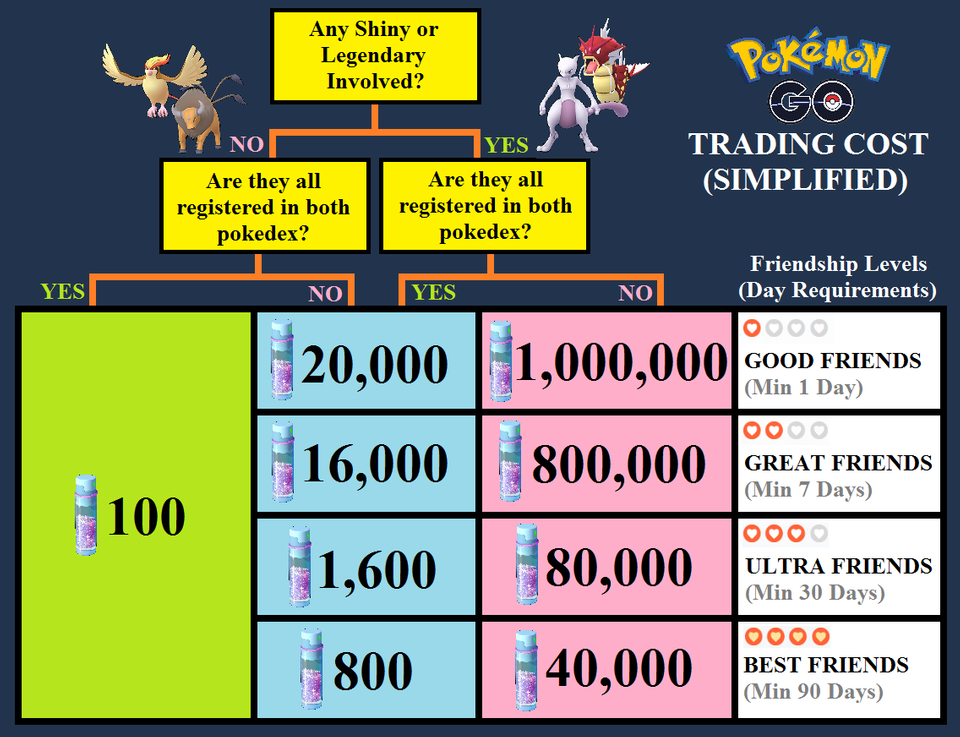 Any Shiny or
Legendary
Involved?
POKéMON
GO
TRADING COST
(SIMPLIFIED)
NO
YES
Are they all
registered in both
pokedex?
Are they all
registered in both
pokedex?
YES
NO
YES
NO
Friendship Levels
(Day Requirements)
20,000
1,000,000
GOOD FRIENDS
(Min 1 Day)
16,000
800,000
GREAT FRIENDS
(Min 7 Days)
100
1,600
80,000
ULTRA FRIENDS
(Min 30 Days)
800
40,000
BEST FRIENDS
(Min 90 Days)